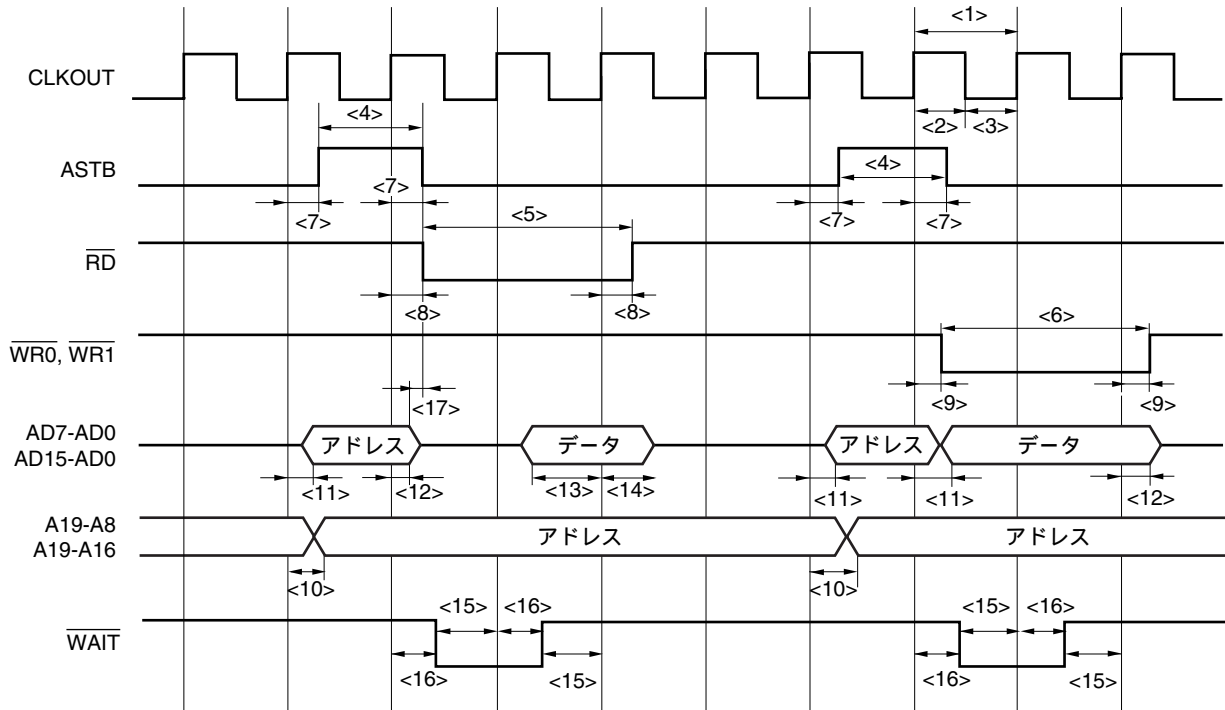 <1>
CLKOUT
<4>
<2>
<3>
ASTB
<7>
<4>
<7>
<5>
<7>
<7>
RD
<8>
<8>
<6>
WR0, WR1
<17>
<9>
<9>
AD7-AD0
AD15-AD0
アドレス
データ
アドレス
データ
<11>
<12>
<13>
<14>
<11>
<11>
<12>
A19-A8
A19-A16
アドレス
アドレス
<10>
<10>
<15>
<16>
<15>
<16>
WAIT
<16>
<15>
<16>
<15>